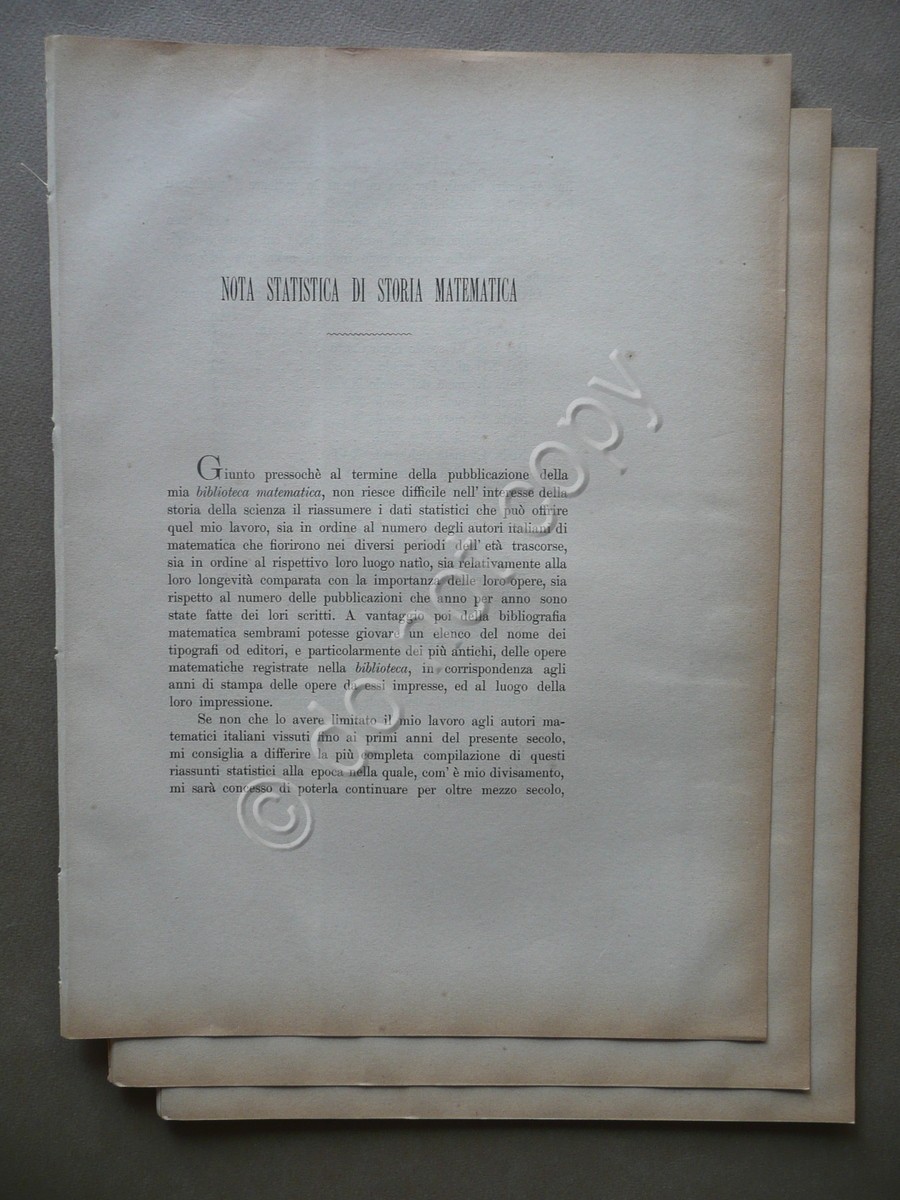 NOTA STATISTICA DI STORIA MATEMATICA
Giunto pressochè al termine della pubblicazione della
mia biblioteca matematica, non riesce difficile nell' interesse della
storia della scienza il riassumere i dati statistici che può offrire
quel mio lavoro, sia in ordine al numero degli autori italiani di
matematica che fiorirono nei diversi periodi dell' età trascorse,
sia in ordine al rispettivo loro luogo natìo, sia relativamente alla
loro longevità comparata con la importanza delle loro opere, sia
rispetto al numero delle pubblicazioni che anno per anno sono
state fatte dei lori scritti. A vantaggio poi della bibliografia
matematica sembrami potesse giovare un elenco del nome dei
tipografi od editori, e particolarmente dei più antichi, delle opere
matematiche registrate nella biblioteca, in corrispondenza agli
anni di stampa delle opere da essi impresse, ed al luogo della
loro impressione.
Se non che lo avere limitato il mio lavoro agli autori ma-
tematici italiani vissuti fino ai primi anni del presente secolo,
mi consiglia a differire la più completa compilazione di questi
riassunti statistici alla epoca nella quale, com' è mio divisamento,
mi sarà concesso di poterla continuare per oltre mezzo secolo,
© do not copy